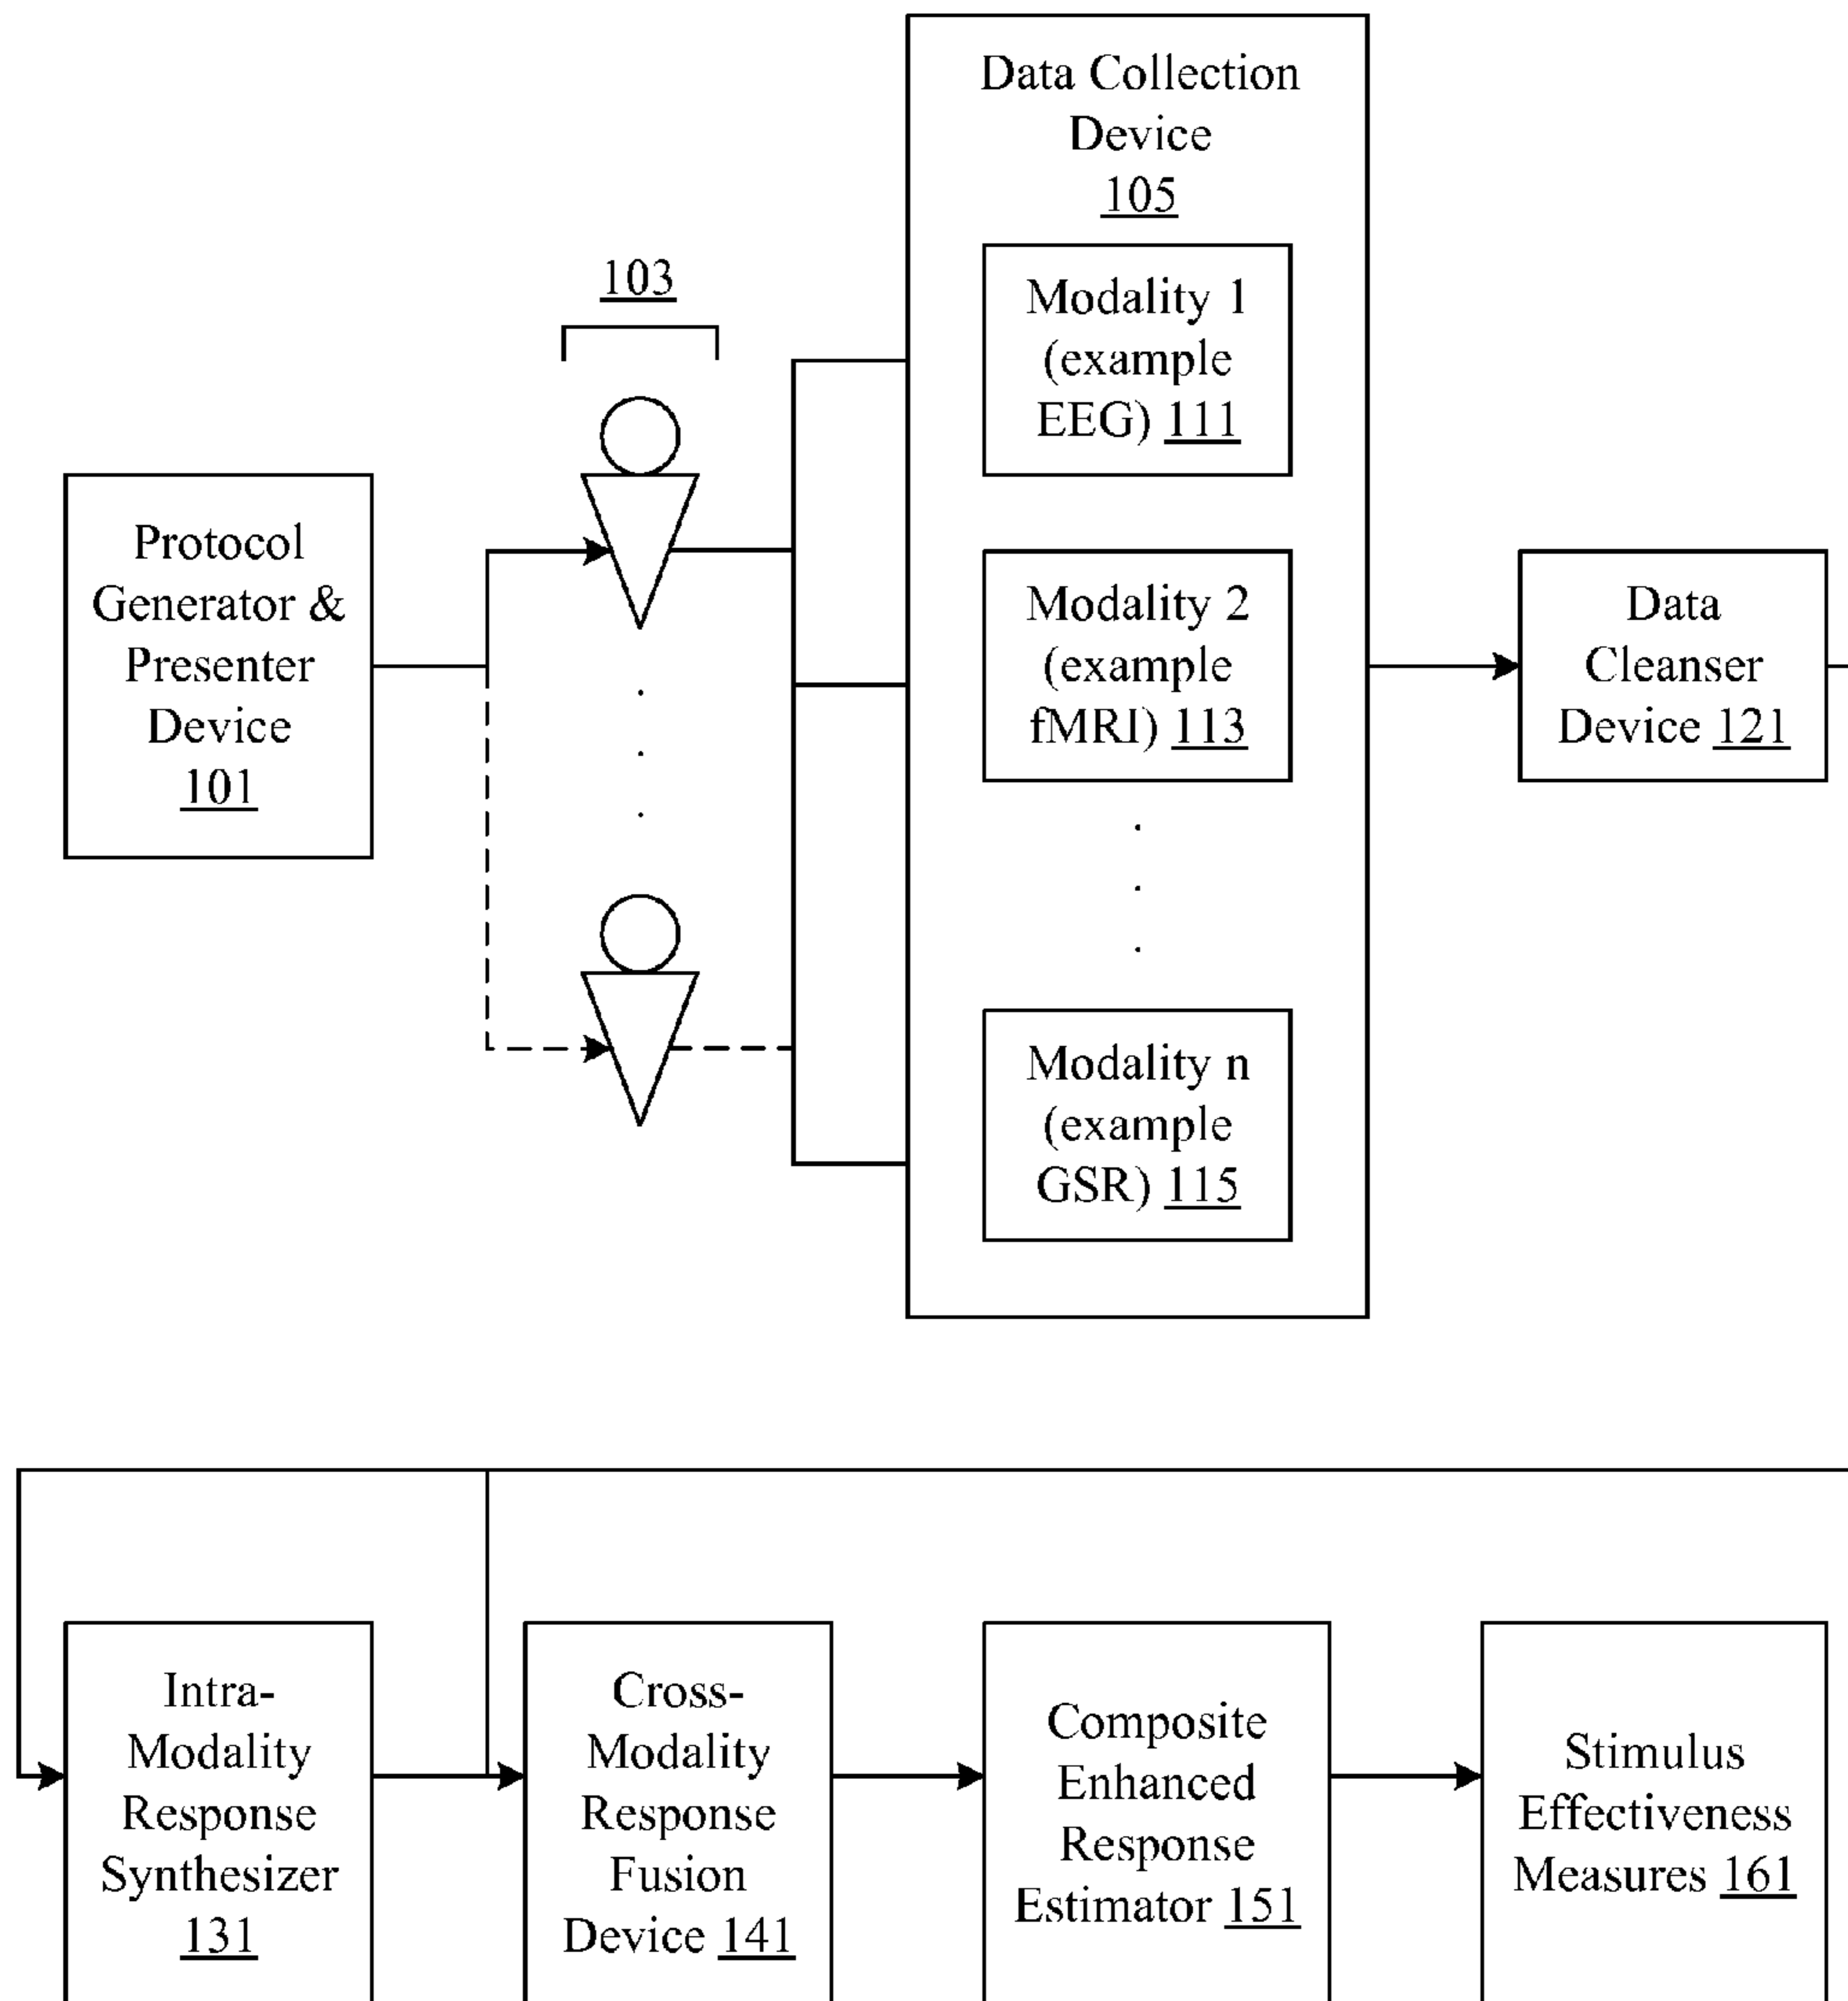 Data Collection
Device
105
103
Modality 1
(example
EEG) 111
Protocol
Generator &
Presenter
Device
101
Modality 2
(example
fMRI) 113
Data
Cleanser
Device 121
Modality n
(example
GSR) 115
Intra-
Modality
Response
Synthesizer
131
Cross-
Modality
Response
Fusion
Device 141
Composite
Enhanced
Response
Estimator 151
Stimulus
Effectiveness
Measures 161